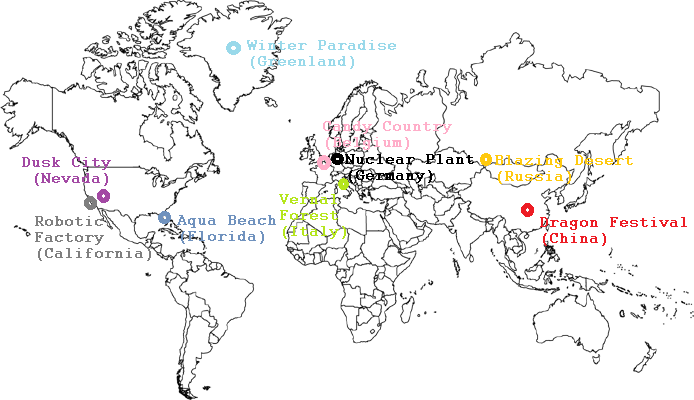 Winter Paradise
(Greenland)
Candy Country
(Belgium)
Nuclear Plant
(Germany)
Blazing Desert
(Russia)
Dusk City
(Nevada)
Vernal
Forest
(Italy)
Robotic
Factory
(California)
Aqua Beach
(Florida)
Dragon Festival
(China)